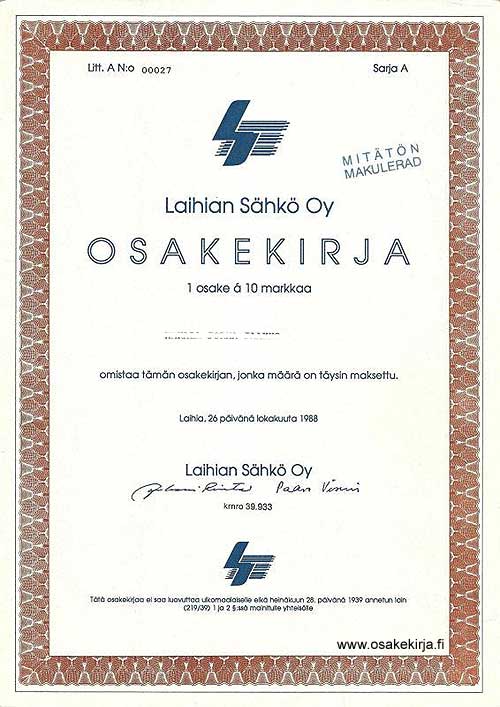 Litt. A N:o 00027
Sarja A
MITÄTÖN
MAKULERAD
Laihian Sähkö Oy
OSAKEKIRJA
1 osake á 10 markkaa
omistaa tämän osakekirjan, jonka määrä on täysin maksettu.
Laihia, 26 päivänä lokakuuta 1988
Laihian Sähkö Oy
krnro 39.933
Tätä osakekirjaa ei saa luovuttaa ulkomaalaiselle eikä heinäkuun 28. päivänä 1939 annetun lain
(219/39) 1 ja 2 §:ssä mainitulle yhteisölle
www.osakekirja.fi